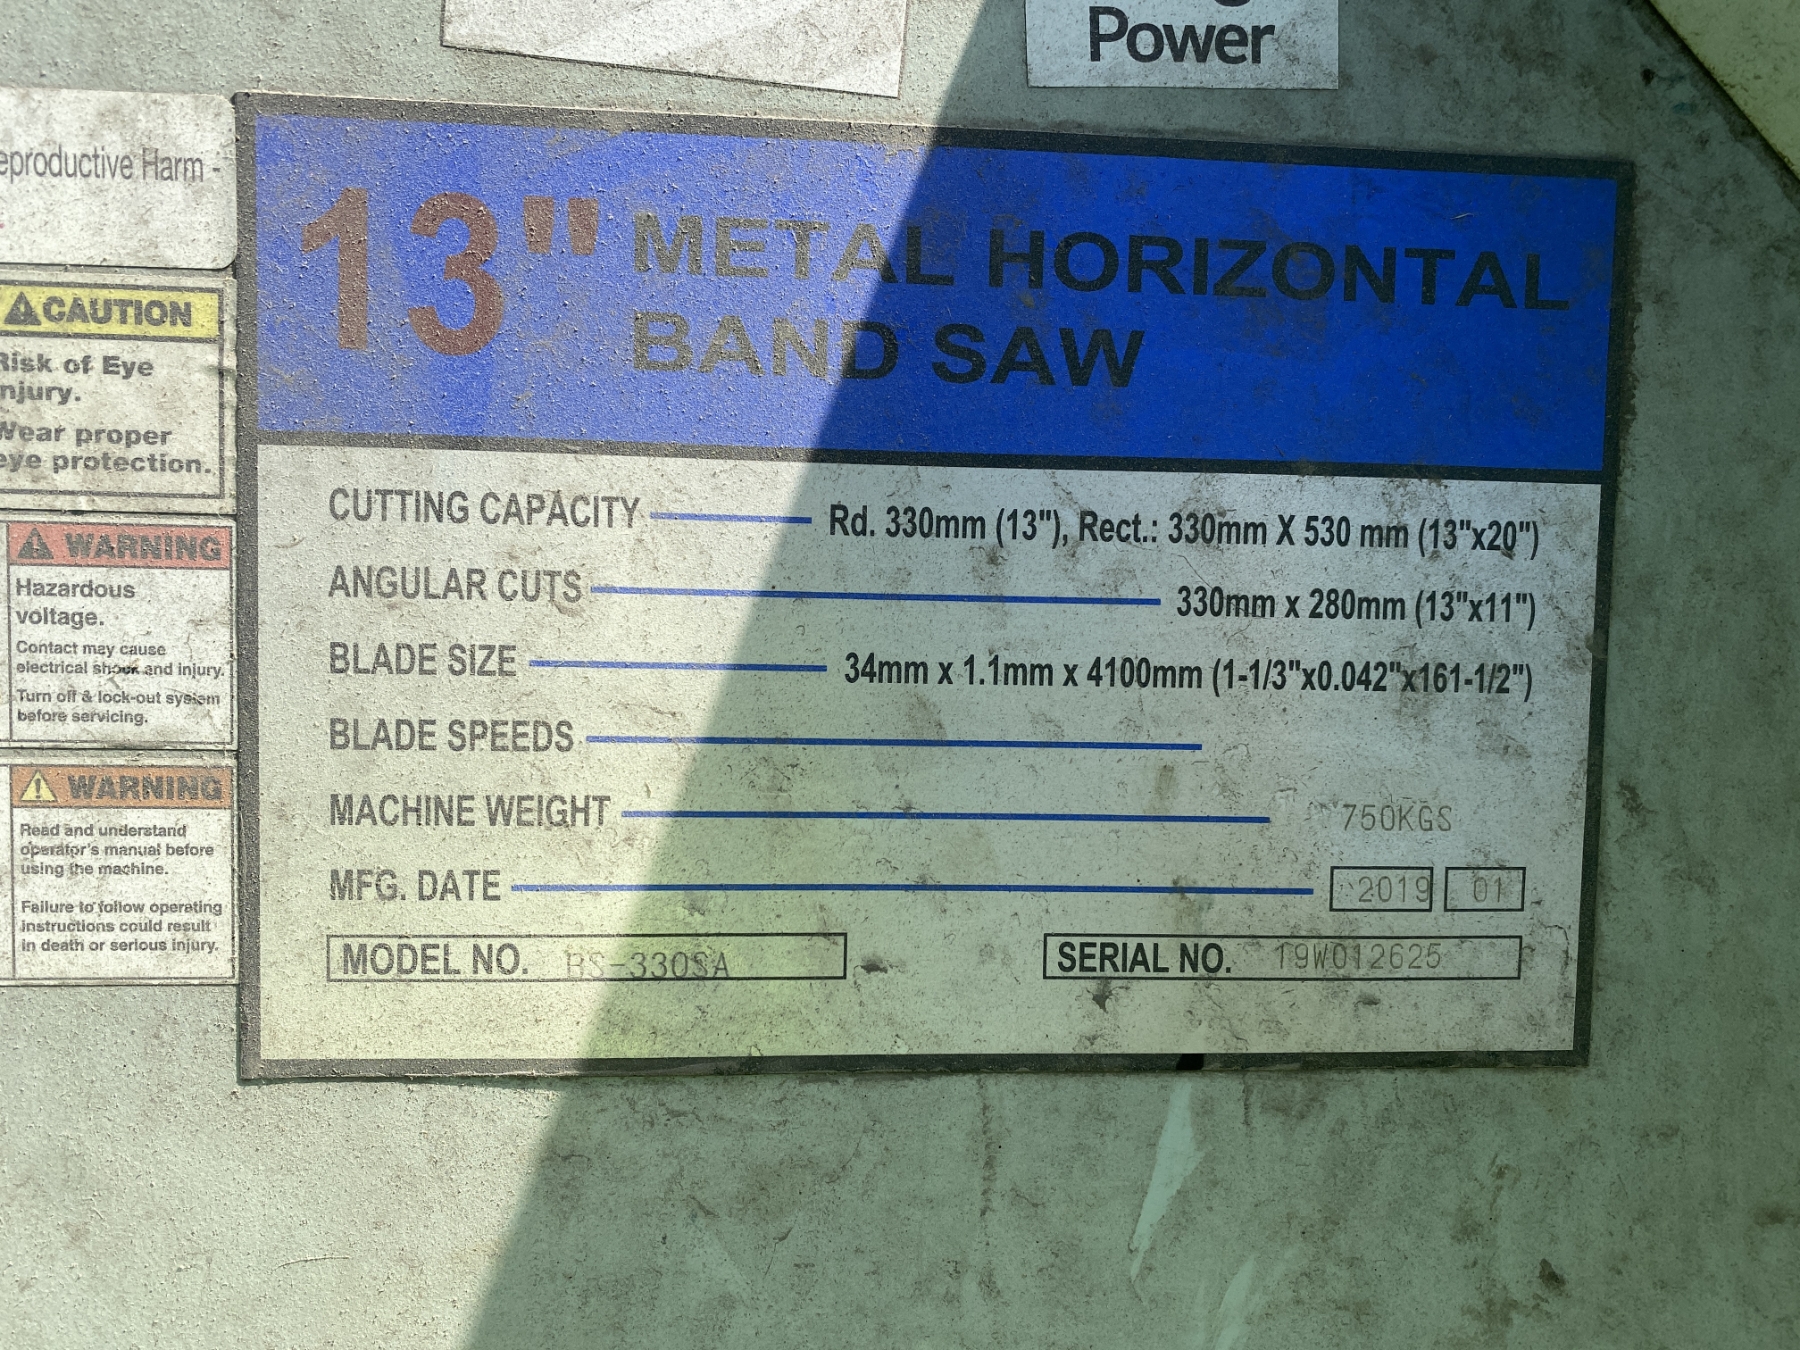 Power
eproductive Harm -
CAUTION
Risk of Eye
Injury.
Wear proper
eye protection.
WARNING
Hazardous
voltage.
Contact may cause
electrical shock and injury.
Turn off & lock-out system
before servicing.
WARNING
Read and understand
operator's manual before
using the machine.
Failure to follow operating
instructions could result
in death or serious injury.
13" METAL HORIZONTAL
BAND SAW
CUTTING CAPACITY Rd. 330mm (13"), Rect.: 330mm X 530 mm (13"x20")
ANGULAR CUTS 330mm x 280mm (13"x11")
BLADE SIZE 34mm x 1.1mm x 4100mm (1-1/3"x0.042"x161-1/2")
BLADE SPEEDS
MACHINE WEIGHT 750KGS
MFG. DATE 2019 01
MODEL NO. BS-330SA SERIAL NO. 19W012625